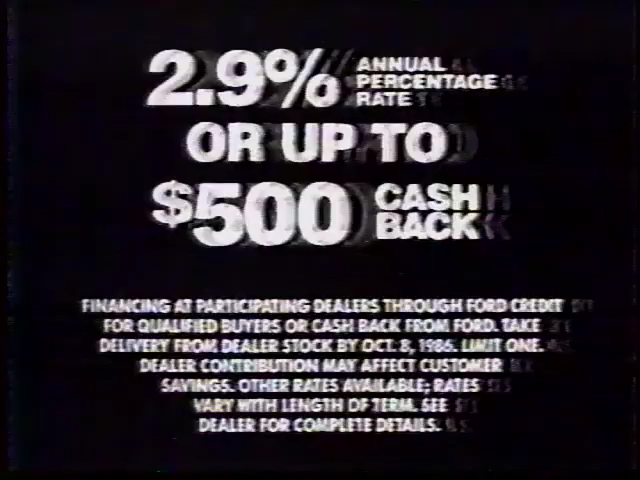 2.9% ANNUAL PERCENTAGE RATE
OR UP TO
$500 CASH BACK
FINANCING AT PARTICIPATING DEALERS THROUGH FORD CREDIT
FOR QUALIFIED BUYERS OR CASH BACK FROM FORD. TAKE
DELIVERY FROM DEALER STOCK BY OCT. 8, 1986. LIMIT ONE.
DEALER CONTRIBUTION MAY AFFECT CUSTOMER
SAVINGS. OTHER RATES AVAILABLE; RATES
VARY WITH LENGTH OF TERM. SEE
DEALER FOR COMPLETE DETAILS.